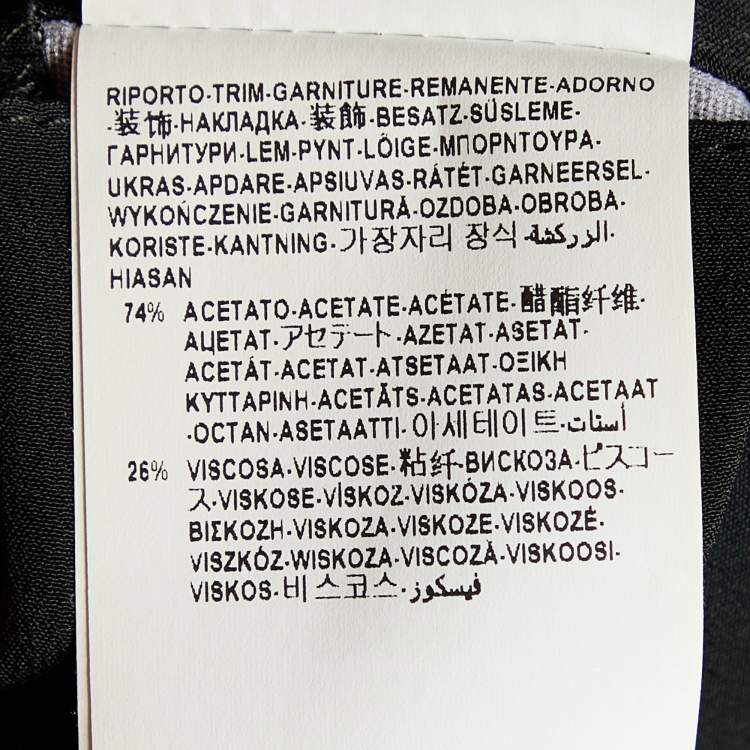 RIPORTO-TRIM-GARNITURE-REMANENTE-ADORNO
-装饰-НАКЛАДКА-装飾-BESATZ-SÜSLEME-
ГАРНИТУРИ-LEM-PYNT-LÕIGE-ΜΠΟΡΝΤΟΥΡΑ-
UKRAS-APDARE-APSIUVAS-RÁTÉT-GARNEERSEL-
WYKOŃCZENIE-GARNITURĂ-OZDOBA-OBROBA-
KORISTE-KANTNING-가장자리 장식-الزركشة-
HIASAN
74% ACETATO-ACETATE-ACÉTATE-醋酯纤维-
АЦЕТАТ-アセテート-AZETAT-ASETAT-
ACETÁT-ACETAT-ATSETAAT-ΟΞΙΚΗ
ΚΥΤΤΑΡΙΝΗ-ACETĀTS-ACETATAS-ACETAAT
-OCTAN-ASETAATTI-아세테이트-أستات-
26% VISCOSA-VISCOSE-粘纤-ВИСКОЗА-ビスコー
ス-VISKOSE-VİSKOZ-VISKÓZA-VISKOOS-
ΒΙΣΚΟΖΗ-VISKOZA-VISKOZE-VISKOZĖ-
VISZKÓZ-WISKOZA-VISCOZĂ-VISKOOSI-
VISKOS-비스코스-فيسكوز